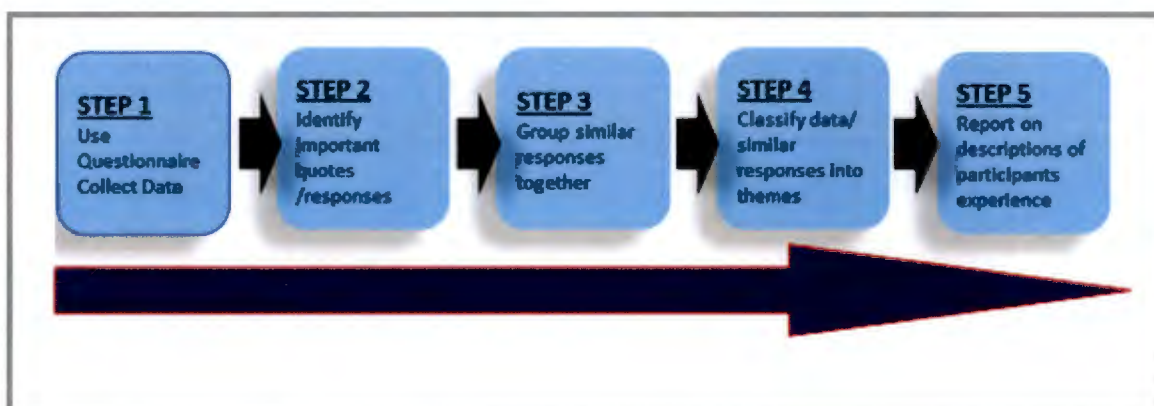 STEP 1
Use
Questionnaire
Collect Data
STEP 2
Identify
important
quotes
/responses
STEP 3
Group similar
responses
together
STEP 4
Classify data/
similar
responses into
themes
STEP 5
Report on
descriptions of
participants
experience